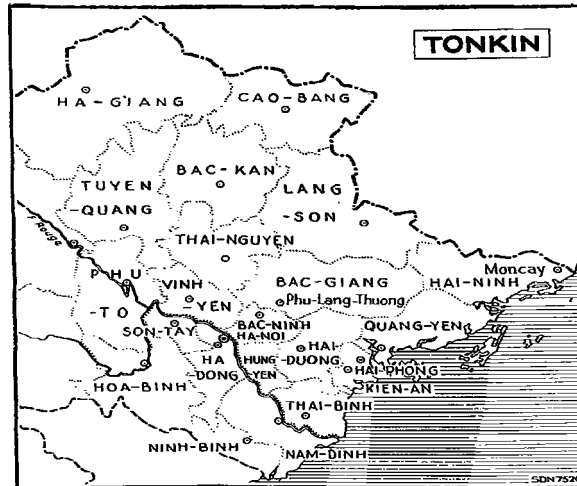 TONKIN
HA-GIANG
CAO-BANG
BAC-KAN
TUYEN
-QUANG
LANG
-SON
THAI-NGUYEN
Rouge
PHU
-TO
VINH
-YEN
BAC-GIANG
Phu-Lang-Thuong
Moncay
HAI-NINH
SON-TAY
BAC-NINH
HA-NOI
QUANG-YEN
HA
DONG
HUNG
YEN
HAI-
-DUONG
HAI-PHONG
KIEN-AN
HOA-BINH
THAI-BINH
NINH-BINH
NAM-DINH